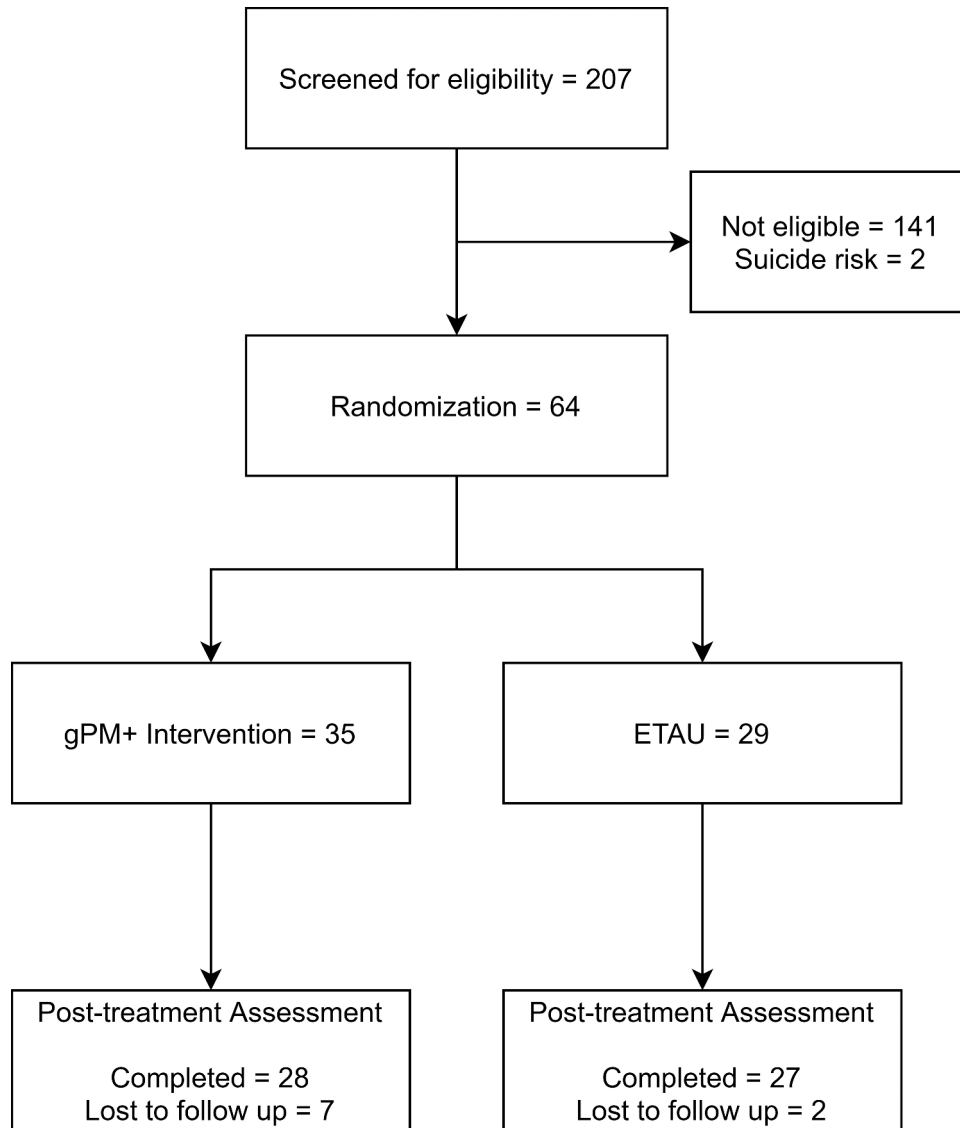 Screened for eligibility = 207
Not eligible = 141
Suicide risk = 2
Randomization = 64
gPM+ Intervention = 35
ETAU = 29
Post-treatment Assessment
Completed = 28
Lost to follow up = 7
Post-treatment Assessment
Completed = 27
Lost to follow up = 2